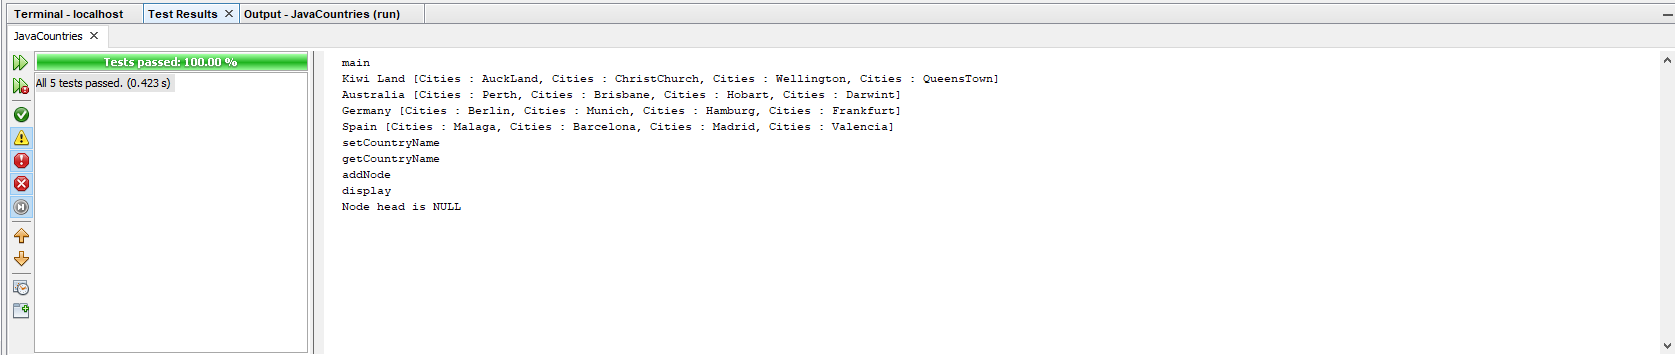 Terminal - localhost Test Results Output - JavaCountries (run)
JavaCountries
Tests passed: 100.00 %
All 5 tests passed. (0.423 s)
main
Kiwi Land [Cities : AuckLand, Cities : ChristChurch, Cities : Wellington, Cities : QueensTown]
Australia [Cities : Perth, Cities : Brisbane, Cities : Hobart, Cities : Darwint]
Germany [Cities : Berlin, Cities : Munich, Cities : Hamburg, Cities : Frankfurt]
Spain [Cities : Malaga, Cities : Barcelona, Cities : Madrid, Cities : Valencia]
setCountryName
getCountryName
addNode
display
Node head is NULL